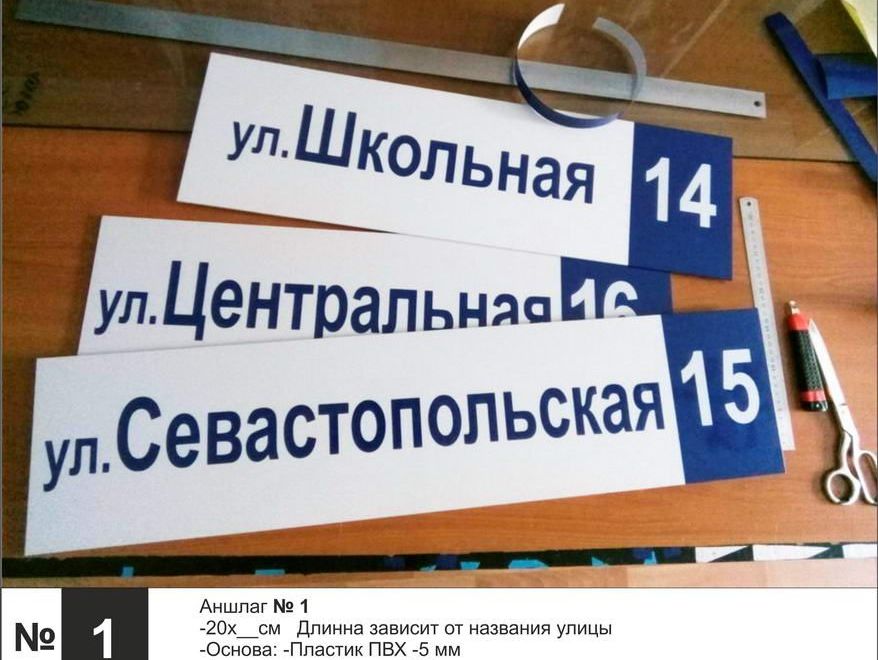 ул.Школьная 14
ул.Центральная 16
ул.Севастопольская 15
№ 1
Аншлаг № 1
-20х__см Длинна зависит от названия улицы
-Основа: -Пластик ПВХ -5 мм